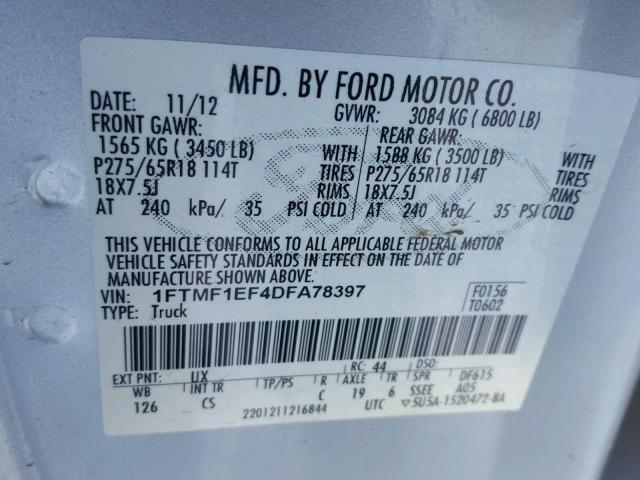 MFD. BY FORD MOTOR CO.
DATE: 11/12 GVWR: 3084 KG ( 6800 LB)
FRONT GAWR: REAR GAWR:
1565 KG ( 3450 LB) 1588 KG ( 3500 LB)
P275/65R18 114T TIRES P275/65R18 114T TIRES
18X7.5J RIMS 18X7.5J RIMS
AT 240 kPa/ 35 PSI COLD AT 240 kPa/ 35 PSI COLD
THIS VEHICLE CONFORMS TO ALL APPLICABLE FEDERAL MOTOR
VEHICLE SAFETY STANDARDS IN EFFECT ON THE DATE OF
MANUFACTURE SHOWN ABOVE.
VIN: 1FTMF1EF4DFA78397 F0156
TYPE: Truck T0602
EXT PNT: UX RC: 44 DSO:
WB INT TR TP/PS R AXLE TR SPR DF615
126 CS C 19 6 SSEE A05
2201211216844 UTC 5U5A-1520472-BA